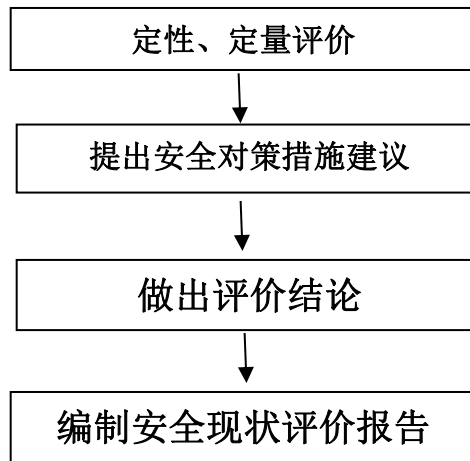 定性、定量评价
提出安全对策措施建议
做出评价结论
编制安全现状评价报告